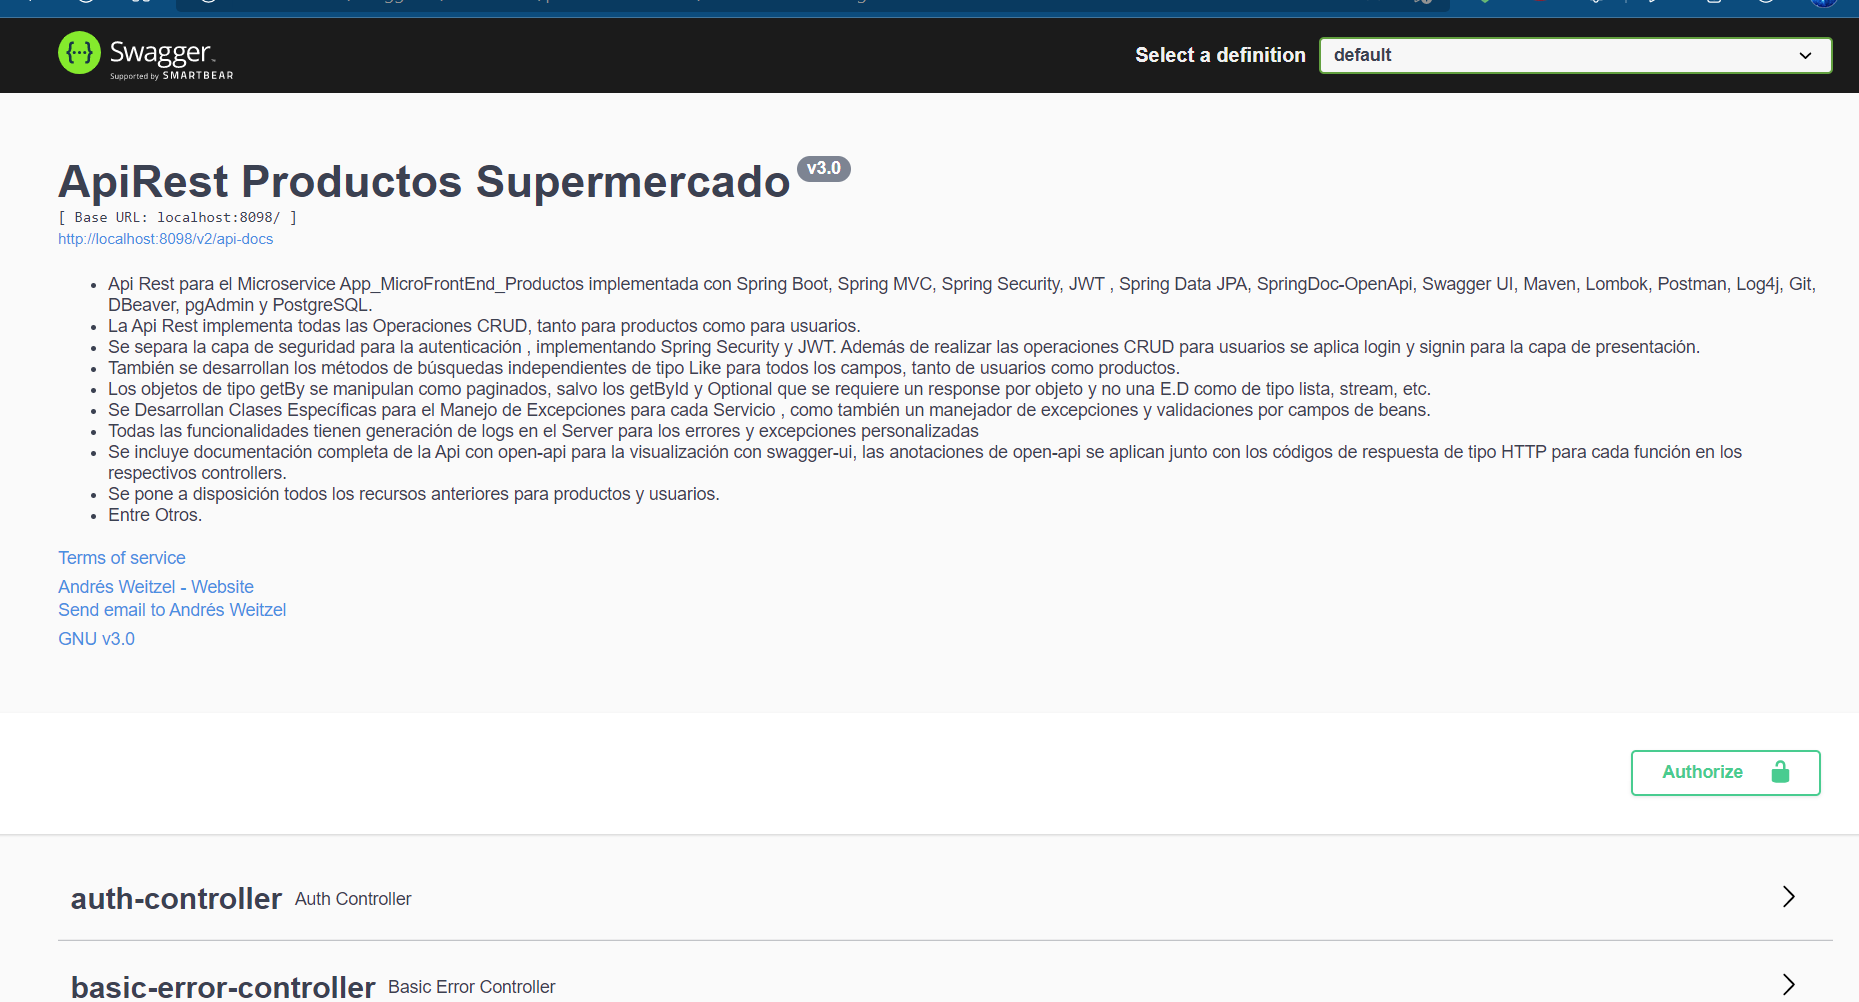 Swagger.
Supported by SMARTBEAR
Select a definition
default
ApiRest Productos Supermercado v3.0
[ Base URL: localhost:8098/ ]
http://localhost:8098/v2/api-docs
• Api Rest para el Microservice App_MicroFrontEnd_Productos implementada con Spring Boot, Spring MVC, Spring Security, JWT , Spring Data JPA, SpringDoc-OpenApi, Swagger UI, Maven, Lombok, Postman, Log4j, Git,
DBeaver, pgAdmin y PostgreSQL.
• La Api Rest implementa todas las Operaciones CRUD, tanto para productos como para usuarios.
• Se separa la capa de seguridad para la autenticación , implementando Spring Security y JWT. Además de realizar las operaciones CRUD para usuarios se aplica login y signin para la capa de presentación.
• También se desarrollan los métodos de búsquedas independientes de tipo Like para todos los campos, tanto de usuarios como productos.
• Los objetos de tipo getBy se manipulan como paginados, salvo los getById y Optional que se requiere un response por objeto y no una E.D como de tipo lista, stream, etc.
• Se Desarrollan Clases Específicas para el Manejo de Excepciones para cada Servicio , como también un manejador de excepciones y validaciones por campos de beans.
• Todas las funcionalidades tienen generación de logs en el Server para los errores y excepciones personalizadas
• Se incluye documentación completa de la Api con open-api para la visualización con swagger-ui, las anotaciones de open-api se aplican junto con los códigos de respuesta de tipo HTTP para cada función en los
respectivos controllers.
• Se pone a disposición todos los recursos anteriores para productos y usuarios.
• Entre Otros.
Terms of service
Andrés Weitzel - Website
Send email to Andrés Weitzel
GNU v3.0
Authorize
auth-controller Auth Controller
basic-error-controller Basic Error Controller